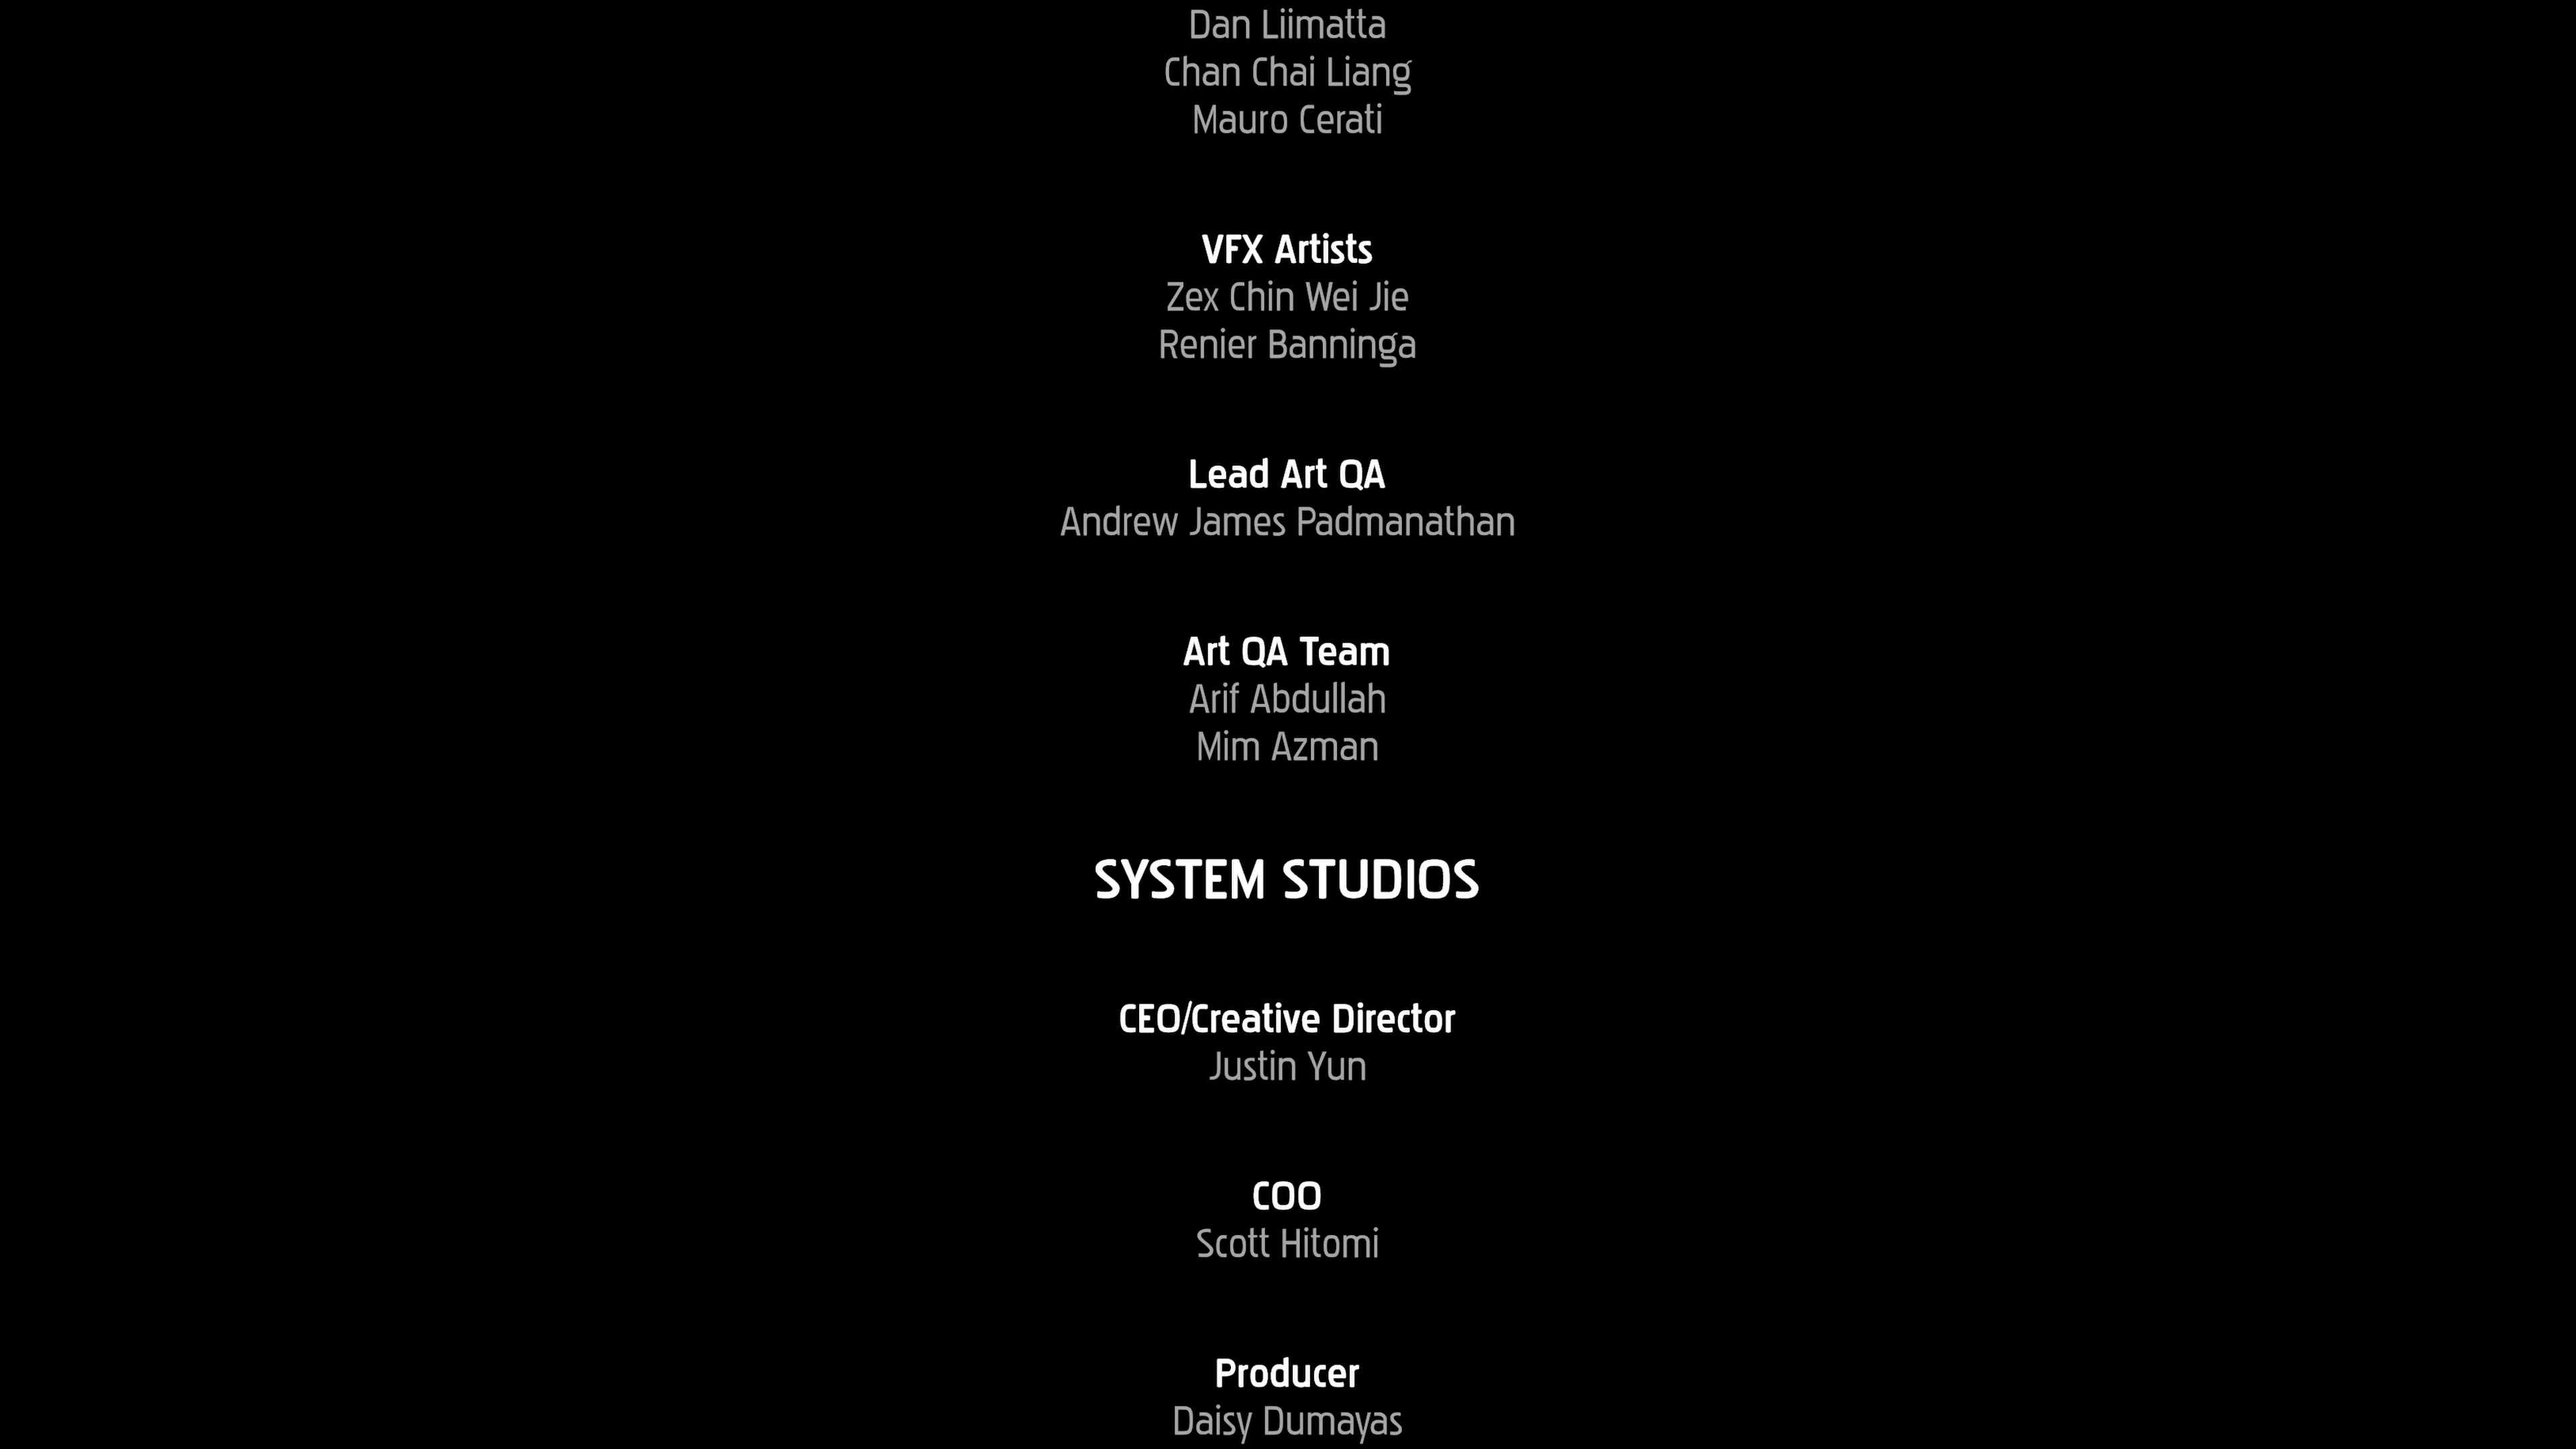 Dan Liimatta
Chan Chai Liang
Mauro Cerati
VFX Artists
Zex Chin Wei Jie
Renier Banninga
Lead Art QA
Andrew James Padmanathan
Art QA Team
Arif Abdullah
Mim Azman
SYSTEM STUDIOS
CEO/Creative Director
Justin Yun
COO
Scott Hitomi
Producer
Daisy Dumayas